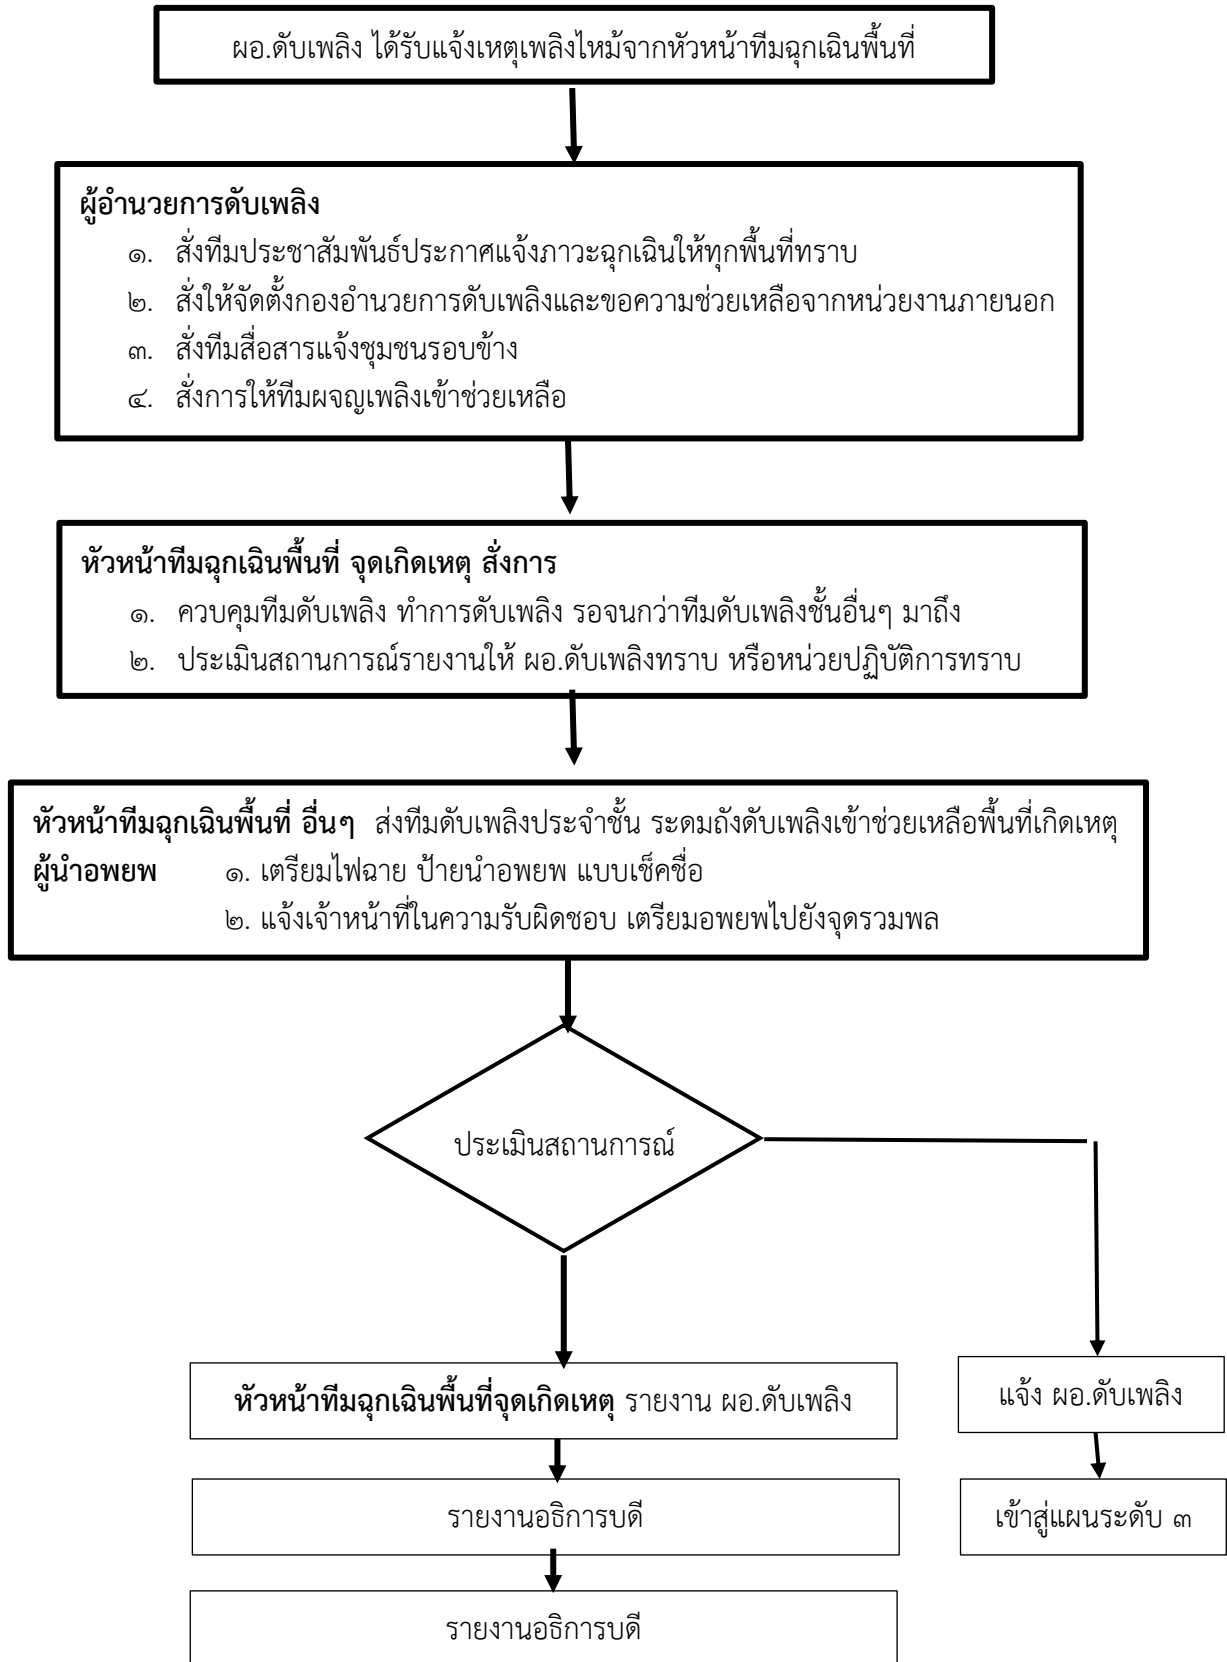 ผอ.ดับเพลิง ได้รับแจ้งเหตุเพลิงไหม้จากหัวหน้าทีมฉุกเฉินพื้นที่
ผู้อำนวยการดับเพลิง
๑. สั่งทีมประชาสัมพันธ์ประกาศแจ้งภาวะฉุกเฉินให้ทุกพื้นที่ทราบ
๒. สั่งให้จัดตั้งกองอำนวยการดับเพลิงและขอความช่วยเหลือจากหน่วยงานภายนอก
๓. สั่งทีมสื่อสารแจ้งชุมชนรอบข้าง
๔. สั่งการให้ทีมผจญเพลิงเข้าช่วยเหลือ
หัวหน้าทีมฉุกเฉินพื้นที่ จุดเกิดเหตุ สั่งการ
๑. ควบคุมทีมดับเพลิง ทำการดับเพลิง รอจนกว่าทีมดับเพลิงชั้นอื่นๆ มาถึง
๒. ประเมินสถานการณ์รายงานให้ ผอ.ดับเพลิงทราบ หรือหน่วยปฏิบัติการทราบ
หัวหน้าทีมฉุกเฉินพื้นที่ อื่นๆ ส่งทีมดับเพลิงประจำชั้น ระดมถังดับเพลิงเข้าช่วยเหลือพื้นที่เกิดเหตุ
ผู้นำอพยพ ๑. เตรียมไฟฉาย ป้ายนำอพยพ แบบเช็คชื่อ
๒. แจ้งเจ้าหน้าที่ในความรับผิดชอบ เตรียมอพยพไปยังจุดรวมพล
ประเมินสถานการณ์
หัวหน้าทีมฉุกเฉินพื้นที่จุดเกิดเหตุ รายงาน ผอ.ดับเพลิง
แจ้ง ผอ.ดับเพลิง
รายงานอธิการบดี
เข้าสู่แผนระดับ ๓
รายงานอธิการบดี